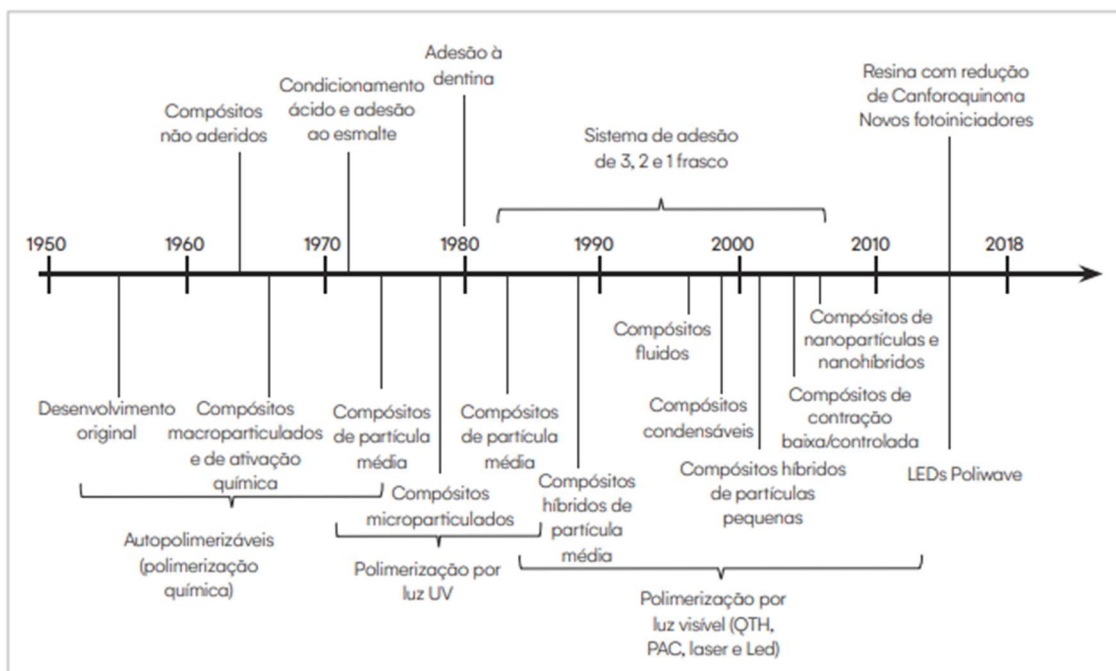 Compósitos
não aderidos
Condicionamento
ácido e adesão
ao esmalte
Adesão à
dentina
Sistema de adesão
de 3, 2 e 1 frasco
Resina com redução
de Canforoquinona
Novos fotoiniciadores
1950
1960
1970
1980
1990
2000
2010
2018
Desenvolvimento
original
Compósitos
macroparticulados
e de ativação
química
Compósitos
de partícula
média
Compósitos
microparticulados
Compósitos
de partícula
média
Compósitos
híbridos de
partícula
média
Compósitos
fluidos
Compósitos
condensáveis
Compósitos híbridos
de partículas
pequenas
Compósitos de
contração
baixa/controlada
Compósitos de
nanopartículas e
nanohíbridos
LEDs Poliwave
Autopolimerizáveis
(polimerização
química)
Polimerização por
luz UV
Polimerização por
luz visível (QTH,
PAC, laser e Led)